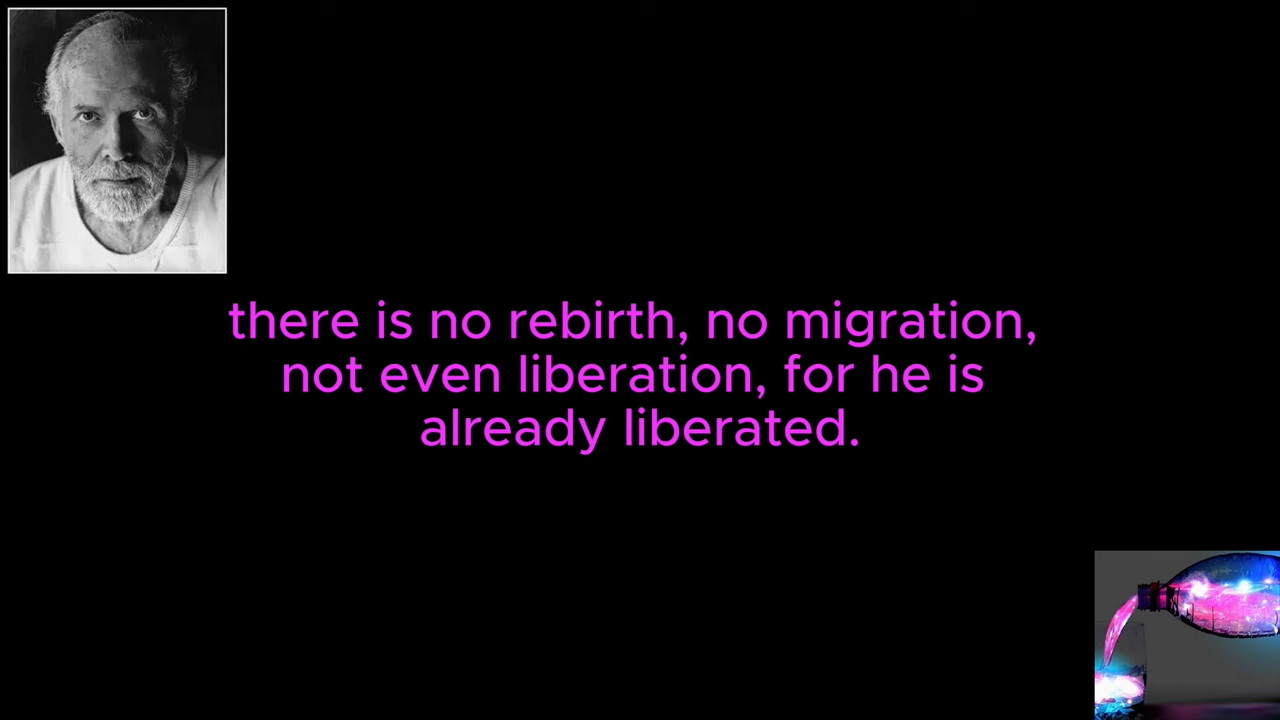 there is no rebirth, no migration,
not even liberation, for he is
already liberated.